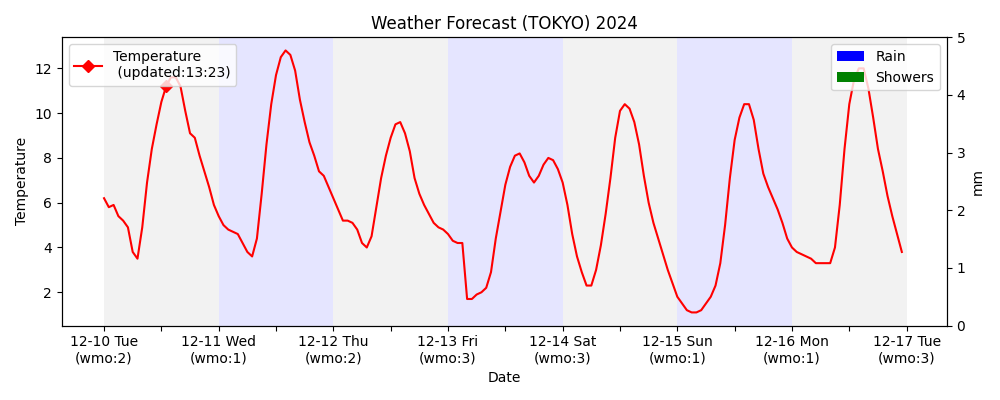 Weather Forecast (TOKYO) 2024
Temperature
(updated:13:23)
Rain
Showers
Temperature
12
10
8
6
4
2
5
4
3
2
1
0
mm
12-10 Tue
(wmo:2)
12-11 Wed
(wmo:1)
12-12 Thu
(wmo:2)
12-13 Fri
(wmo:3)
12-14 Sat
(wmo:3)
12-15 Sun
(wmo:1)
12-16 Mon
(wmo:1)
12-17 Tue
(wmo:3)
Date